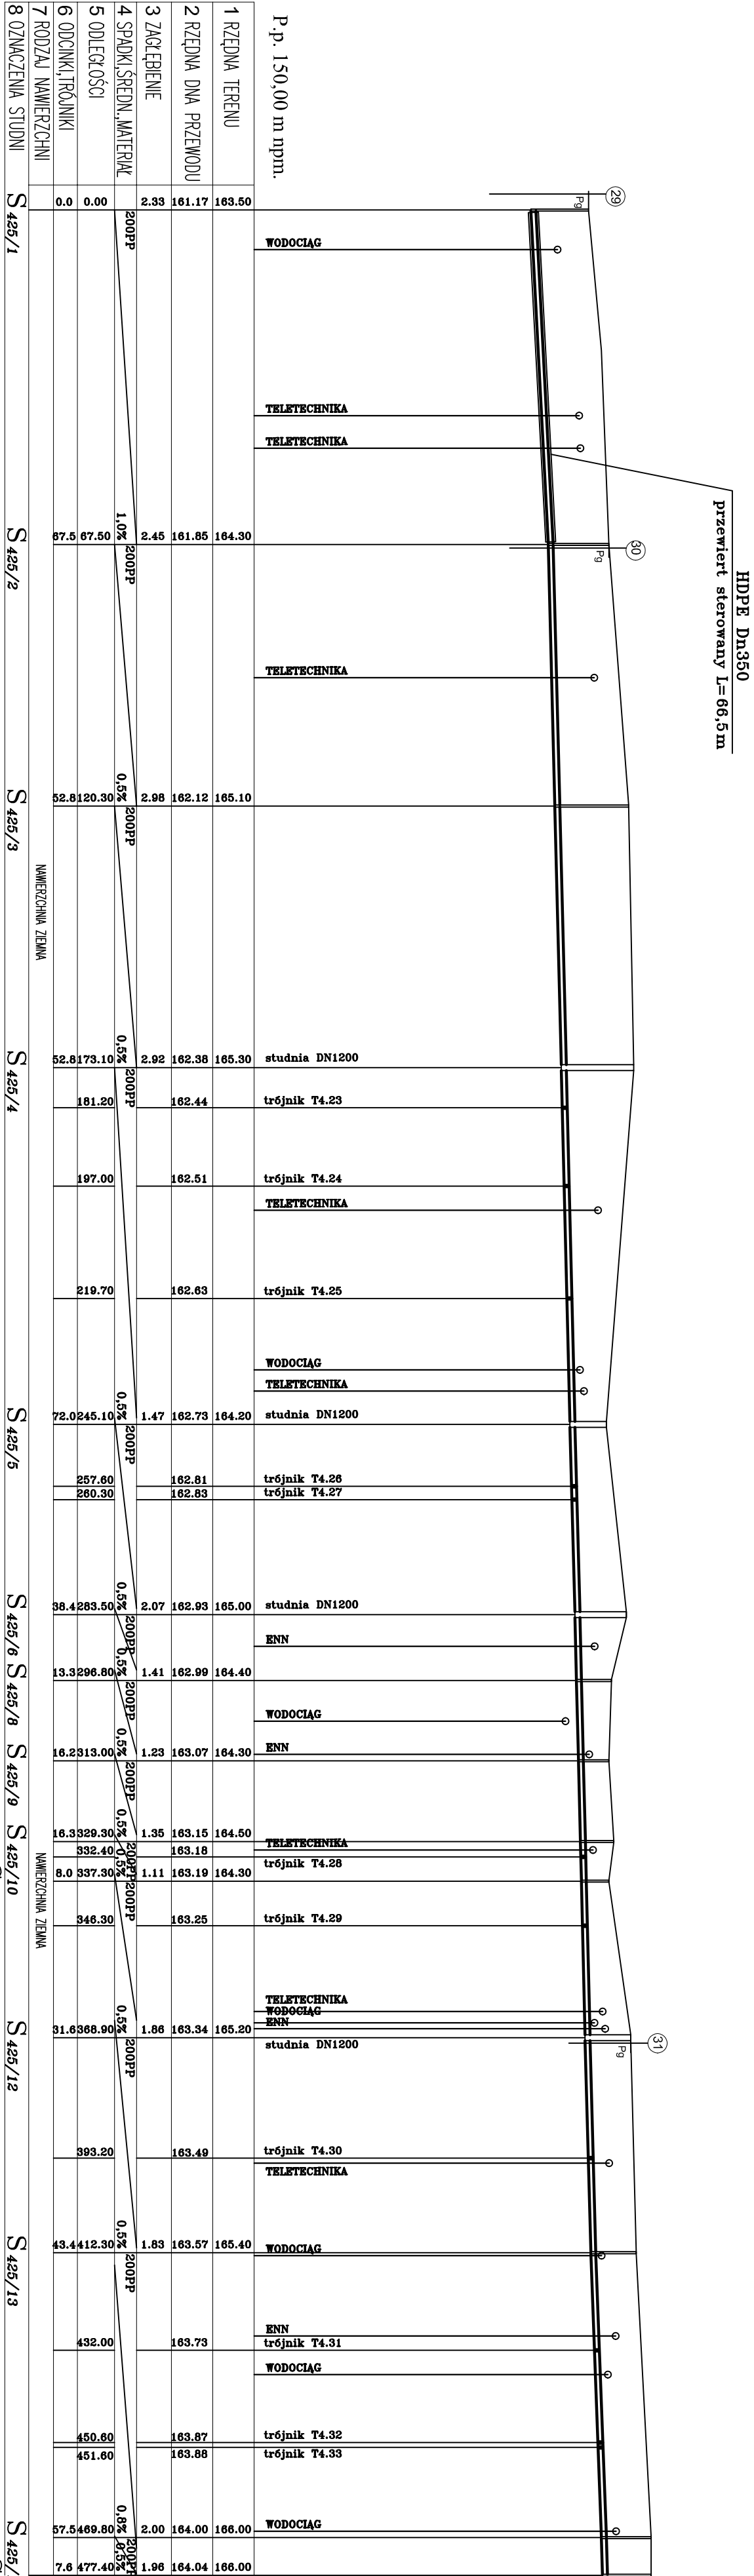 HDPE Dn350
przewiert sterowany L=66,5m
29
Pg
30
Pg
31
Pg
P.p. 150,00 m npm.
WODOCIĄG
TELETECHNIKA
TELETECHNIKA
TELETECHNIKA
studnia DN1200
trójnik T4.23
trójnik T4.24
TELETECHNIKA
trójnik T4.25
WODOCIĄG
TELETECHNIKA
studnia DN1200
trójnik T4.26
trójnik T4.27
studnia DN1200
ENN
WODOCIĄG
ENN
TELETECHNIKA
trójnik T4.28
trójnik T4.29
TELETECHNIKA
WODOCIĄG
ENN
studnia DN1200
trójnik T4.30
TELETECHNIKA
WODOCIĄG
ENN
trójnik T4.31
WODOCIĄG
trójnik T4.32
trójnik T4.33
WODOCIĄG
1 RZĘDNA TERENU 163.50 164.30 165.10 165.30 164.20 165.00 164.40 164.30 164.50 164.30 165.20 165.40 166.00 166.00
2 RZĘDNA DNA PRZEWODU 161.17 161.85 162.12 162.38 162.44 162.51 162.63 162.73 162.81 162.83 162.93 162.99 163.07 163.15 163.18 163.19 163.25 163.34 163.49 163.57 163.73 163.87 163.88 164.00 164.04
3 ZAGŁĘBIENIE 2.33 2.45 2.98 2.92 1.47 2.07 1.41 1.23 1.35 1.11 1.86 1.83 2.00 1.96
4 SPADKI,ŚREDN.,MATERIAŁ 200PP 1,0% 200PP 0,5% 200PP 0,5% 200PP 0,5% 200PP 0,5% 200PP 0,5% 200PP 0,5% 200PP 0,5% 200PP 0,5% 200PP 0,5% 200PP 0,5% 200PP 0,8% 200PP 0,5%
5 ODLEGŁOŚCI 0.00 67.50 120.30 173.10 181.20 197.00 219.70 245.10 257.60 260.30 283.50 296.80 313.00 329.30 332.40 337.30 346.30 368.90 393.20 412.30 432.00 450.60 451.60 469.80 477.40
6 ODCINKI,TRÓJNIKI 0.0 67.5 52.8 52.8 72.0 38.4 13.3 16.2 16.3 8.0 31.6 43.4 57.5 7.6
7 RODZAJ NAWIERZCHNI NAWIERZCHNIA ZIEMNA NAWIERZCHNIA ZIEMNA
8 OZNACZENIA STUDNI S 425/1 S 425/2 S 425/3 S 425/4 S 425/5 S 425/6 S 425/8 S 425/9 S 425/10 S 425/12 S 425/13 S 425/